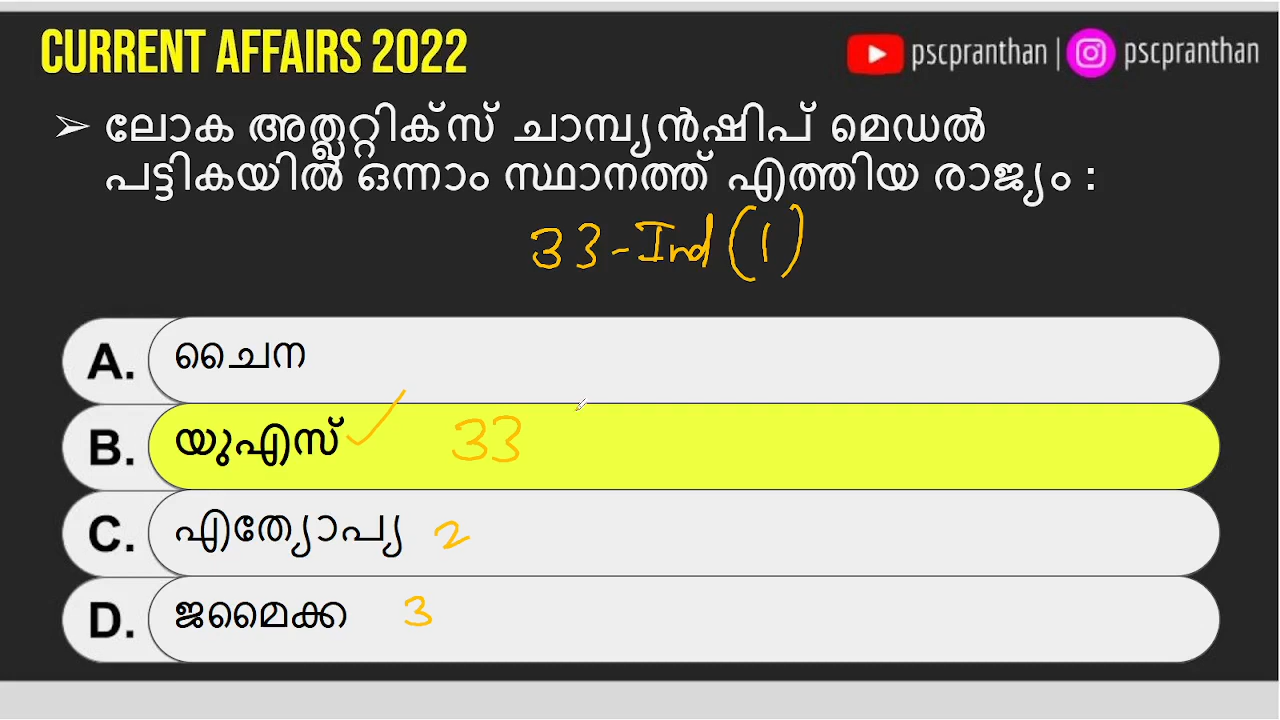 CURRENT AFFAIRS 2022
pscpranthan | pscpranthan
➢ ലോക അത്ലറ്റിക്സ് ചാമ്പ്യൻഷിപ് മെഡൽ
പട്ടികയിൽ ഒന്നാം സ്ഥാനത്ത് എത്തിയ രാജ്യം :
33-Ind (1)
A. ചൈന
B. യുഎസ് ✓ 33
C. എത്യോപ്യ 2
D. ജമൈക്ക 3